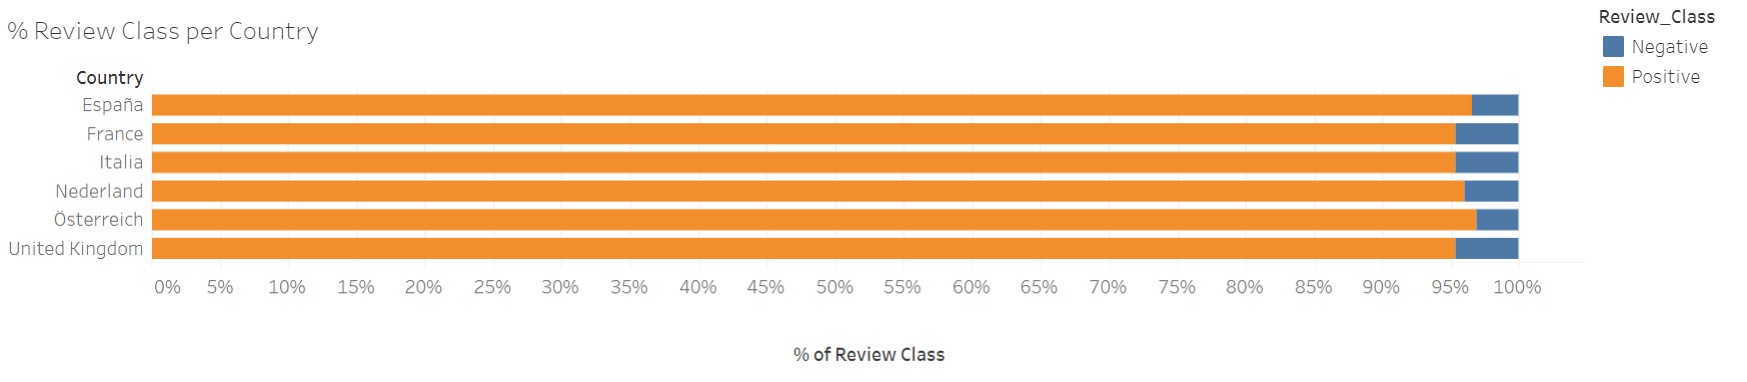 % Review Class per Country
Review_Class
Negative
Positive
Country
España
France
Italia
Nederland
Österreich
United Kingdom
0% 5% 10% 15% 20% 25% 30% 35% 40% 45% 50% 55% 60% 65% 70% 75% 80% 85% 90% 95% 100%
% of Review Class